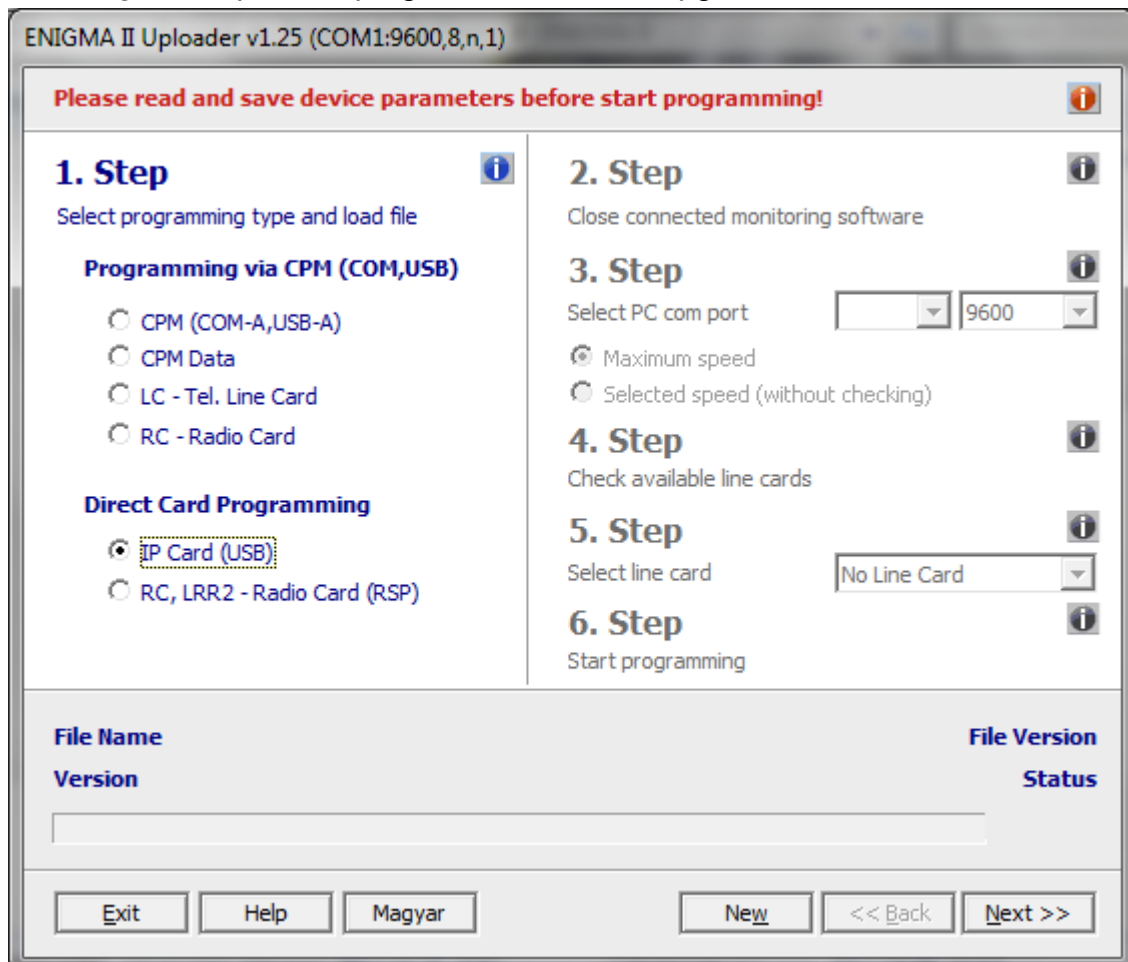 ENIGMA II Uploader v1.25 (COM1:9600,8,n,1)
Please read and save device parameters before start programming!
1. Step
Select programming type and load file
Programming via CPM (COM,USB)
CPM (COM-A,USB-A)
CPM Data
LC - Tel. Line Card
RC - Radio Card
Direct Card Programming
IP Card (USB)
RC, LRR2 - Radio Card (RSP)
2. Step
Close connected monitoring software
3. Step
Select PC com port 9600
Maximum speed
Selected speed (without checking)
4. Step
Check available line cards
5. Step
Select line card No Line Card
6. Step
Start programming
File Name File Version
Version Status
Exit Help Magyar New << Back Next >>